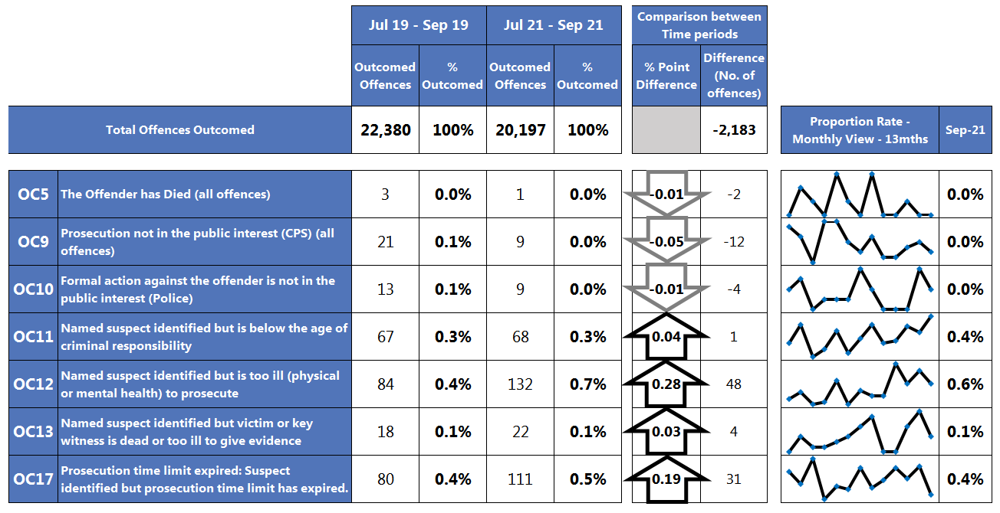 Jul 19 - Sep 19 Jul 21 - Sep 21 Comparison between
Time periods
Outcomed
Offences %
Outcomed Outcomed
Offences %
Outcomed % Point
Difference Difference
(No. of
offences)
Total Offences Outcomed 22,380 100% 20,197 100% -2,183 Proportion Rate -
Monthly View - 13mths Sep-21
OC5 The Offender has Died (all offences) 3 0.0% 1 0.0% -0.01 -2 0.0%
OC9 Prosecution not in the public interest (CPS) (all
offences) 21 0.1% 9 0.0% -0.05 -12 0.0%
OC10 Formal action against the offender is not in the
public interest (Police) 13 0.1% 9 0.0% -0.01 -4 0.0%
OC11 Named suspect identified but is below the age of
criminal responsibility 67 0.3% 68 0.3% 0.04 1 0.4%
OC12 Named suspect identified but is too ill (physical
or mental health) to prosecute 84 0.4% 132 0.7% 0.28 48 0.6%
OC13 Named suspect identified but victim or key
witness is dead or too ill to give evidence 18 0.1% 22 0.1% 0.03 4 0.1%
OC17 Prosecution time limit expired: Suspect
identified but prosecution time limit has expired. 80 0.4% 111 0.5% 0.19 31 0.4%